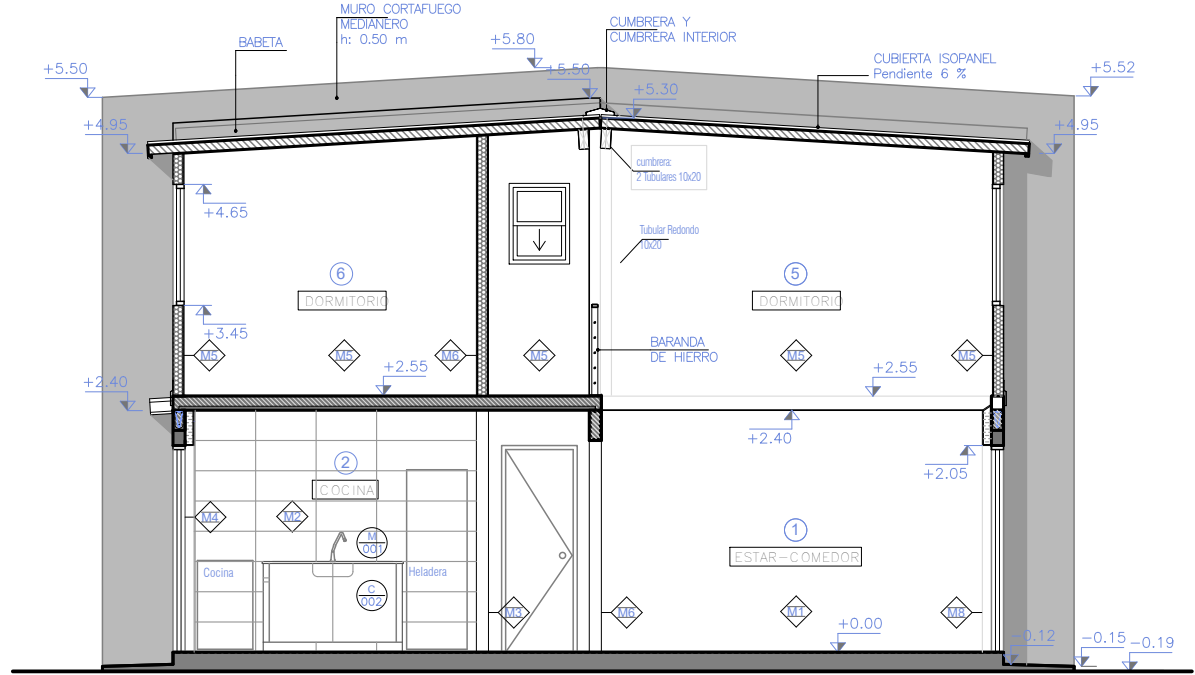 MURO CORTAFUEGO
MEDIANERO
h: 0.50 m
BABETA
CUMBRERA Y
CUMBRERA INTERIOR
CUBIERTA ISOPANEL
Pendiente 6 %
+5.50
+5.80
+5.50
+5.30
+5.52
+4.95
+4.95
cumbrera:
2 Tubulares 10x20
+4.65
Tubular Redondo
10x20
6
DORMITORIO
5
DORMITORIO
+3.45
BARANDA
DE HIERRO
M5
M5
M6
M5
M5
M5
+2.55
+2.55
+2.40
+2.40
+2.05
2
COCINA
M4
M2
M
001
1
ESTAR-COMEDOR
Cocina
Heladera
C
002
M3
M6
M1
M8
+0.00
-0.12
-0.15
-0.19